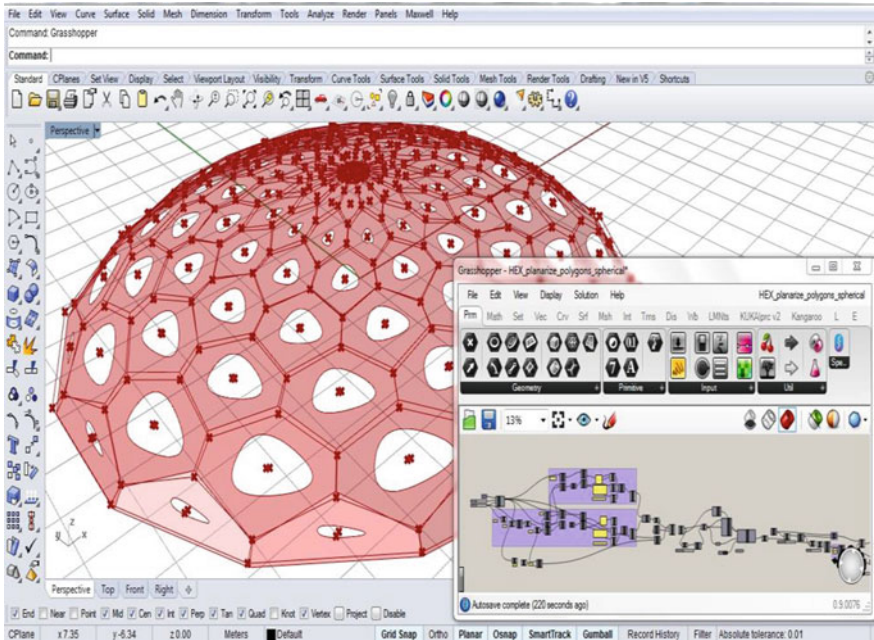 File Edit View Curve Surface Solid Mesh Dimension Transform Tools Analyze Render Panels Maxwell Help
Command: Grasshopper
Command:
Standard CPlanes Set View Display Select Viewport Layout Visibility Transform Curve Tools Surface Tools Solid Tools Mesh Tools Render Tools Drafting New in V5 Shortcuts
Perspective
Grasshopper - HEX_planarize_polygons_spherical*
File Edit View Display Solution Help HEX_planarize_polygons_spherical
Prm Math Set Vec Crv Srf Msh Int Trns Dis Wb LMNts KUKA|prc v2 Kangaroo L E
Spe...
Geometry Primitive Input Util
13%
z
y x
Autosave complete (220 seconds ago) 0.9.0076
Perspective Top Front Right
End Near Point Mid Cen Int Perp Tan Quad Knot Vertex Project Disable
CPlane x 7.35 y -6.34 z 0.00 Meters Default Grid Snap Ortho Planar Osnap SmartTrack Gumball Record History Filter Absolute tolerance: 0.01